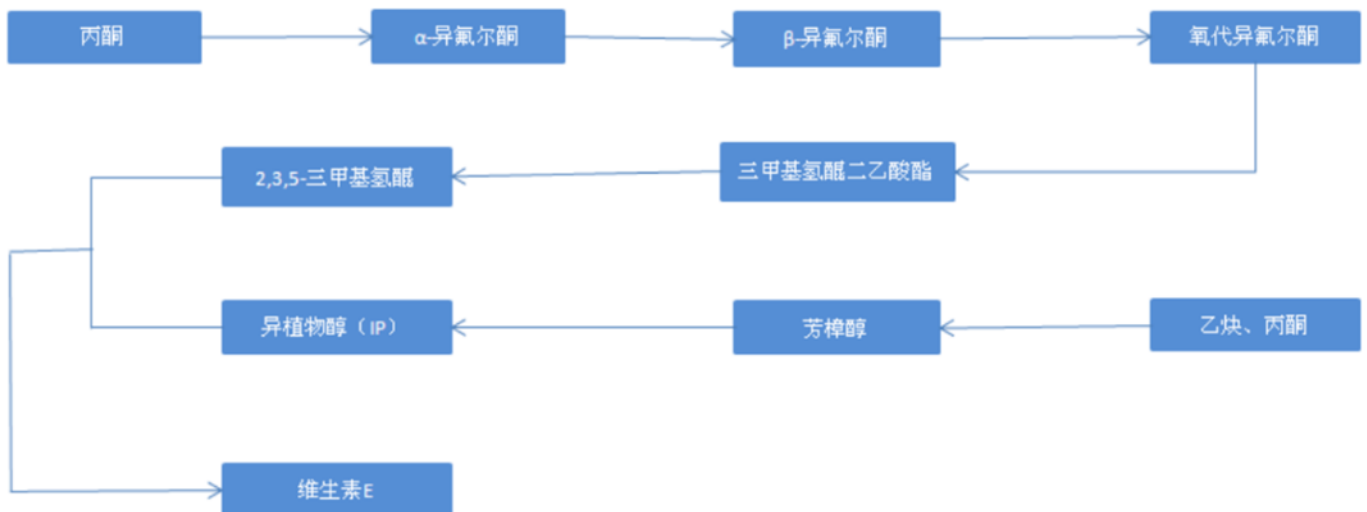 丙酮
α-异氟尔酮
β-异氟尔酮
氧代异氟尔酮
2,3,5-三甲基氢醌
三甲基氢醌二乙酸酯
异植物醇（IP）
芳樟醇
乙炔、丙酮
维生素E